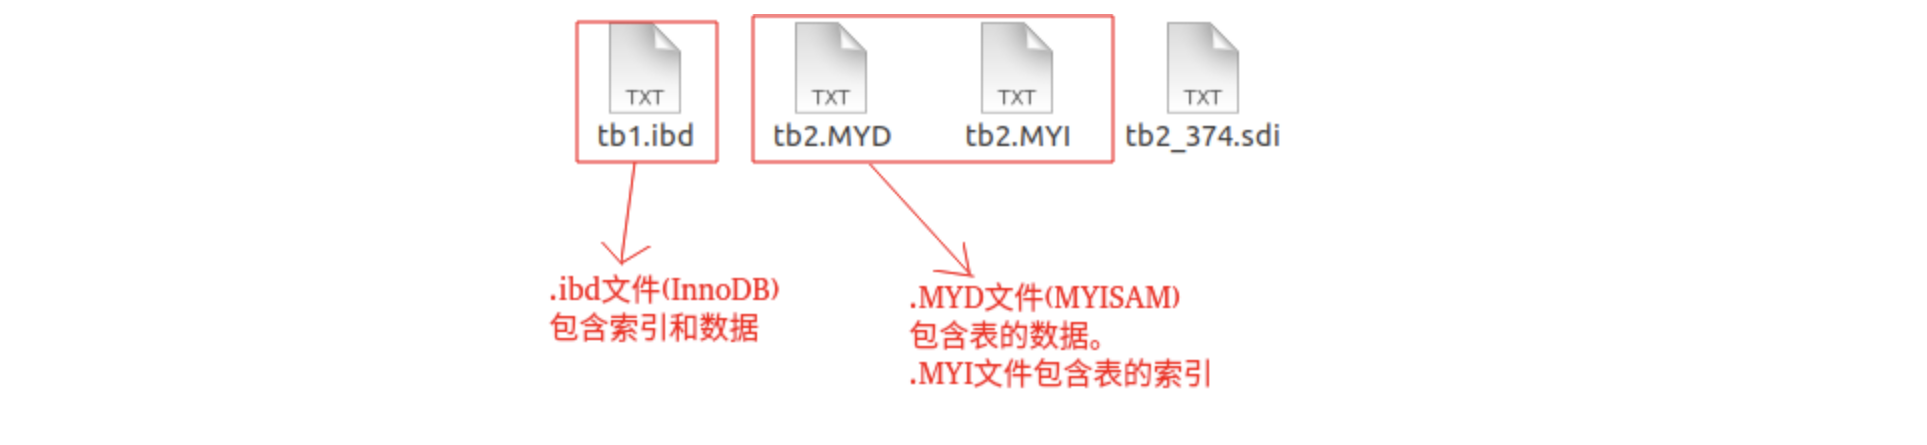 TXT TXT TXT TXT
tb1.ibd tb2.MYD tb2.MYI tb2_374.sdi
.ibd文件(InnoDB)
包含索引和数据
.MYD文件(MYISAM)
包含表的数据。
.MYI文件包含表的索引